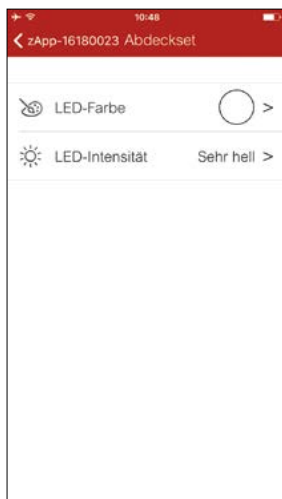 10:48
< zApp-16180023 Abdeckset
LED-Farbe >
LED-Intensität Sehr hell >